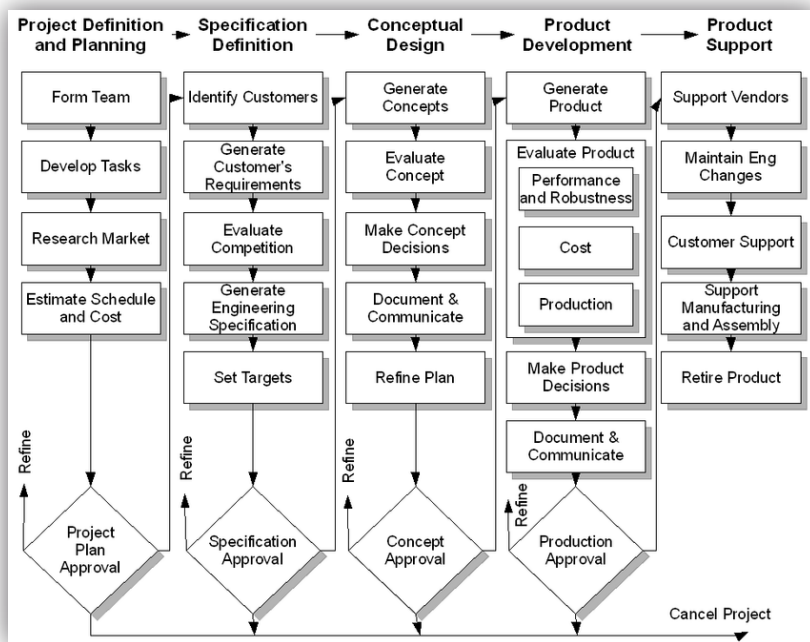 Project Definition
and Planning
Specification
Definition
Conceptual
Design
Product
Development
Product
Support
Form Team
Develop Tasks
Research Market
Estimate Schedule
and Cost
Refine
Project
Plan
Approval
Identify Customers
Generate
Customer's
Requirements
Evaluate
Competition
Generate
Engineering
Specification
Set Targets
Refine
Specification
Approval
Generate
Concepts
Evaluate
Concept
Make Concept
Decisions
Document &
Communicate
Refine Plan
Refine
Concept
Approval
Generate
Product
Evaluate Product
Performance
and Robustness
Cost
Production
Make Product
Decisions
Document &
Communicate
Refine
Production
Approval
Support Vendors
Maintain Eng
Changes
Customer Support
Support
Manufacturing
and Assembly
Retire Product
Cancel Project